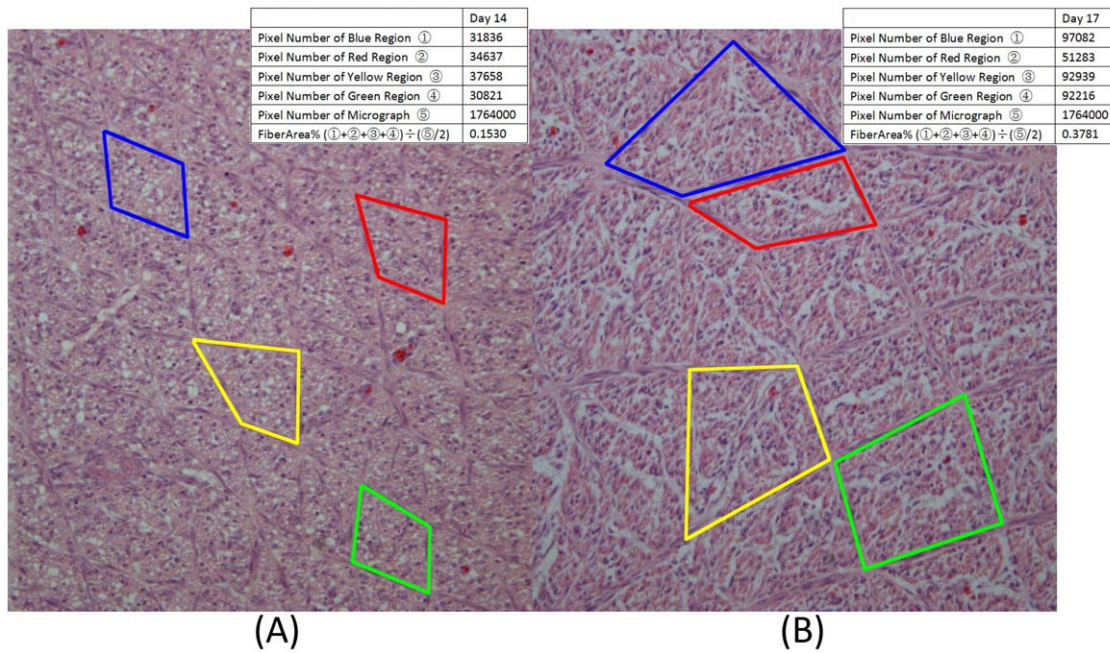 Day 14
Pixel Number of Blue Region ① 31836
Pixel Number of Red Region ② 34637
Pixel Number of Yellow Region ③ 37658
Pixel Number of Green Region ④ 30821
Pixel Number of Micrograph ⑤ 1764000
FiberArea% (①+②+③+④)÷(⑤/2) 0.1530
Day 17
Pixel Number of Blue Region ① 97082
Pixel Number of Red Region ② 51283
Pixel Number of Yellow Region ③ 92939
Pixel Number of Green Region ④ 92216
Pixel Number of Micrograph ⑤ 1764000
FiberArea% (①+②+③+④)÷(⑤/2) 0.3781
(A)
(B)